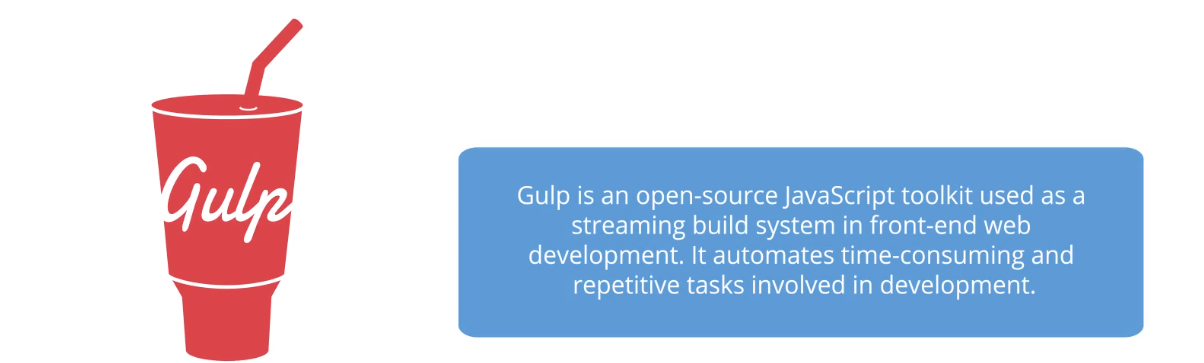 Gulp
Gulp is an open-source JavaScript toolkit used as a
streaming build system in front-end web
development. It automates time-consuming and
repetitive tasks involved in development.